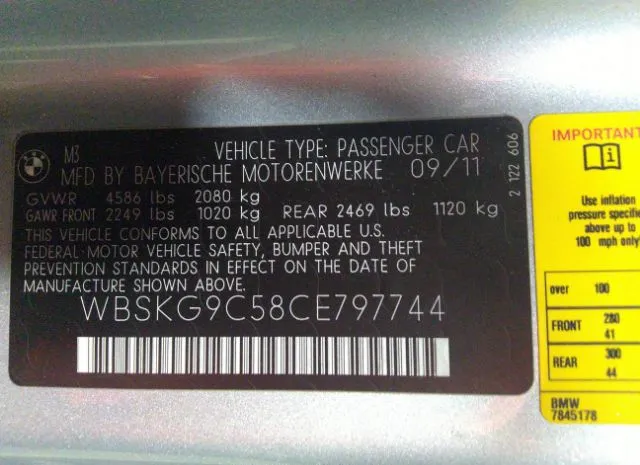 BMW
M3
VEHICLE TYPE: PASSENGER CAR
MFD BY BAYERISCHE MOTORENWERKE 09/11
GVWR 4586 lbs 2080 kg
GAWR FRONT 2249 lbs 1020 kg REAR 2469 lbs 1120 kg
THIS VEHICLE CONFORMS TO ALL APPLICABLE U.S.
FEDERAL MOTOR VEHICLE SAFETY, BUMPER AND THEFT
PREVENTION STANDARDS IN EFFECT ON THE DATE OF
MANUFACTURE SHOWN ABOVE.
WBSKG9C58CE797744
2 122 606
IMPORTANT
Use inflation
pressure specifie
above up to
100 mph only
over 100
FRONT 280
41
REAR 300
44
BMW
7845178